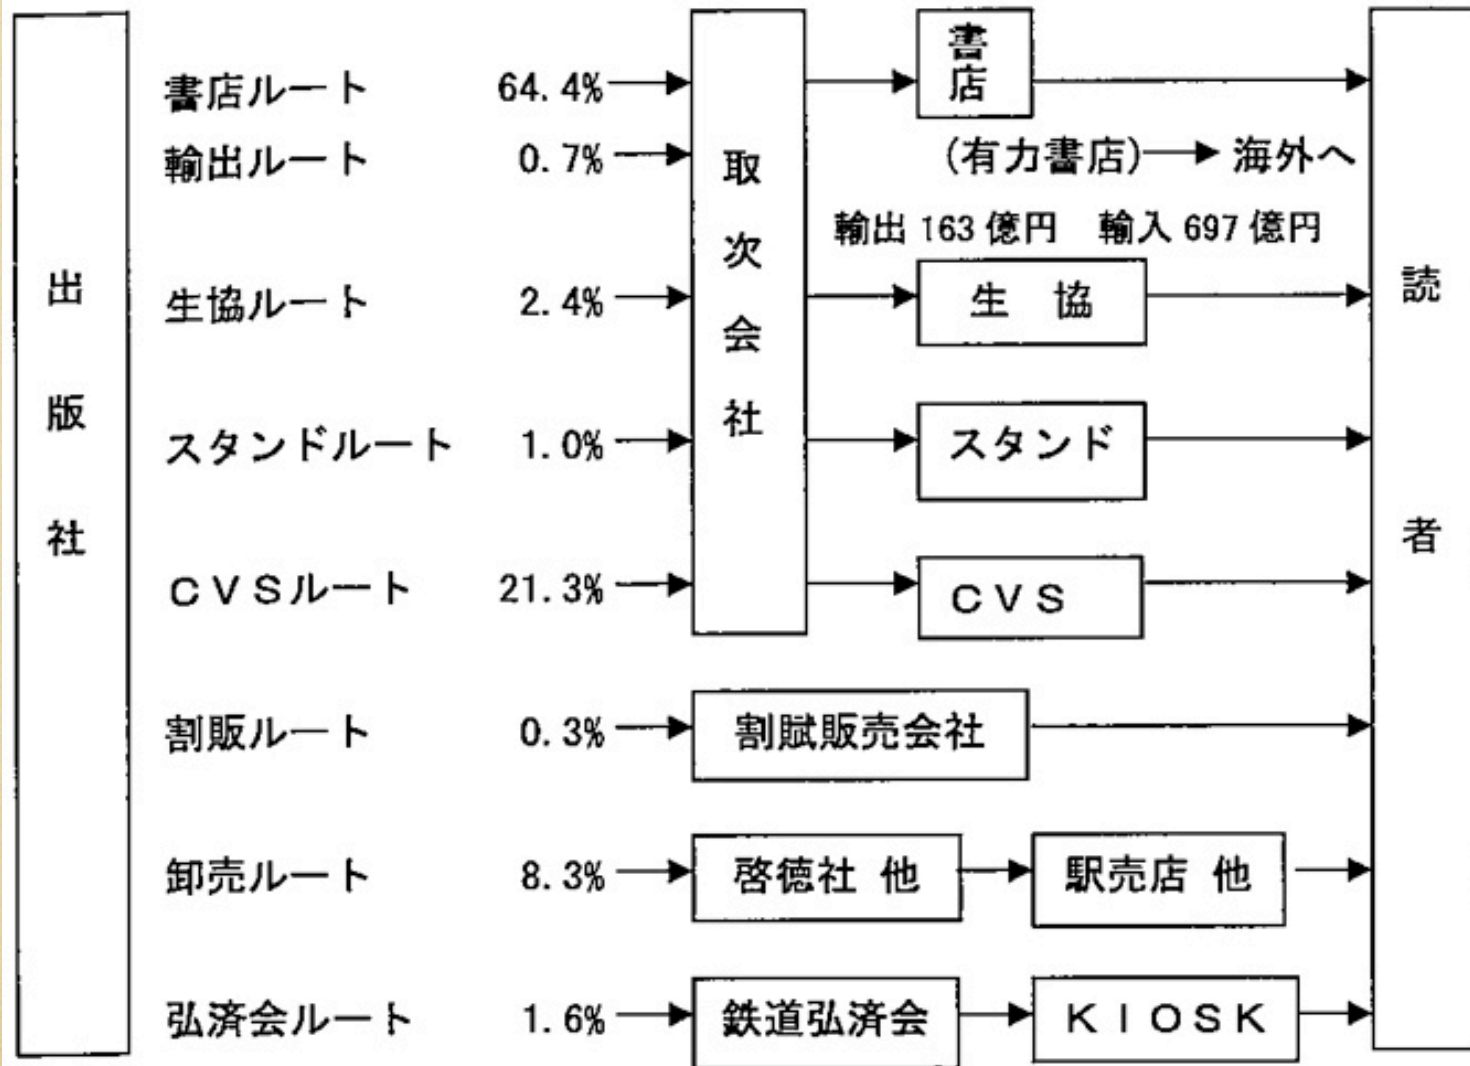 出版社
書店ルート 64.4%
輸出ルート 0.7%
生協ルート 2.4%
スタンドルート 1.0%
CVSルート 21.3%
割販ルート 0.3%
卸売ルート 8.3%
弘済会ルート 1.6%
取次会社
書店
(有力書店) 海外へ
輸出 163 億円 輸入 697 億円
生 協
スタンド
CVS
割賦販売会社
啓徳社 他
駅売店 他
鉄道弘済会
KIOSK
読者